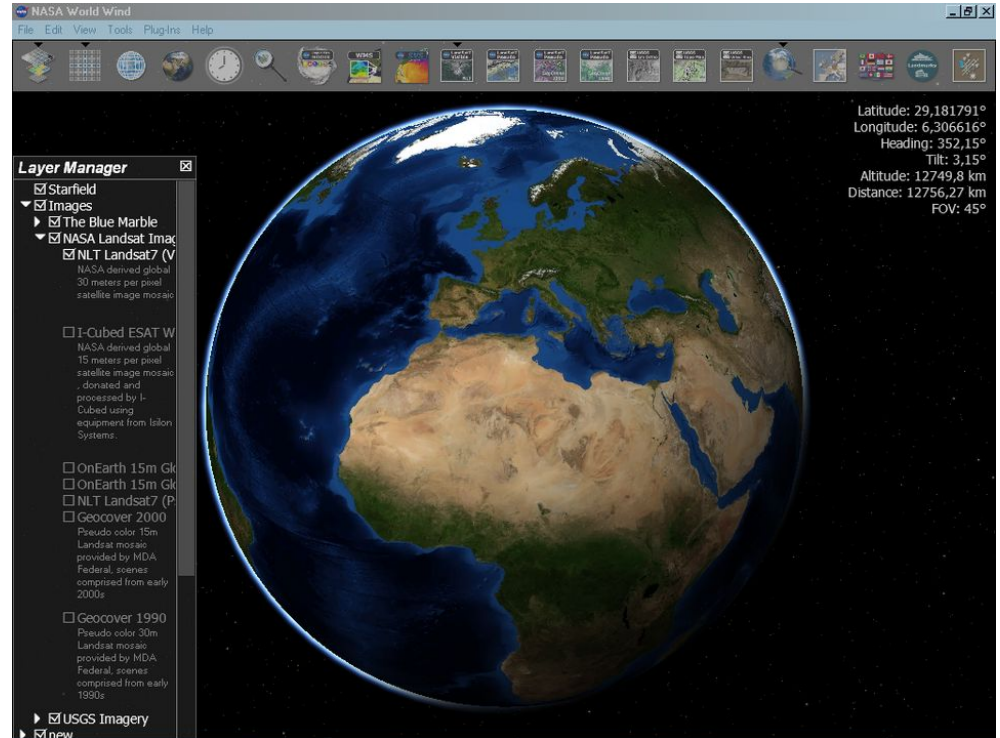 NASA World Wind
File Edit View Tools Plug-Ins Help
Latitude: 29,181791°
Longitude: 6,306616°
Heading: 352,15°
Tilt: 3,15°
Altitude: 12749,8 km
Distance: 12756,27 km
FOV: 45°
Layer Manager
Starfield
Images
The Blue Marble
NASA Landsat Imag
NLT Landsat7 (V
NASA derived global
30 meters per pixel
satellite image mosaic
I-Cubed ESAT W
NASA derived global
15 meters per pixel
satellite image mosaic
, donated and
processed by I-
Cubed using
equipment from Isilon
Systems.
OnEarth 15m Gl
OnEarth 15m Gl
NLT Landsat7 (P
Geocover 2000
Pseudo color 15m
Landsat mosaic
provided by MDA
Federal, scenes
comprised from early
2000s
Geocover 1990
Pseudo color 30m
Landsat mosaic
provided by MDA
Federal, scenes
comprised from early
1990s
USGS Imagery
new